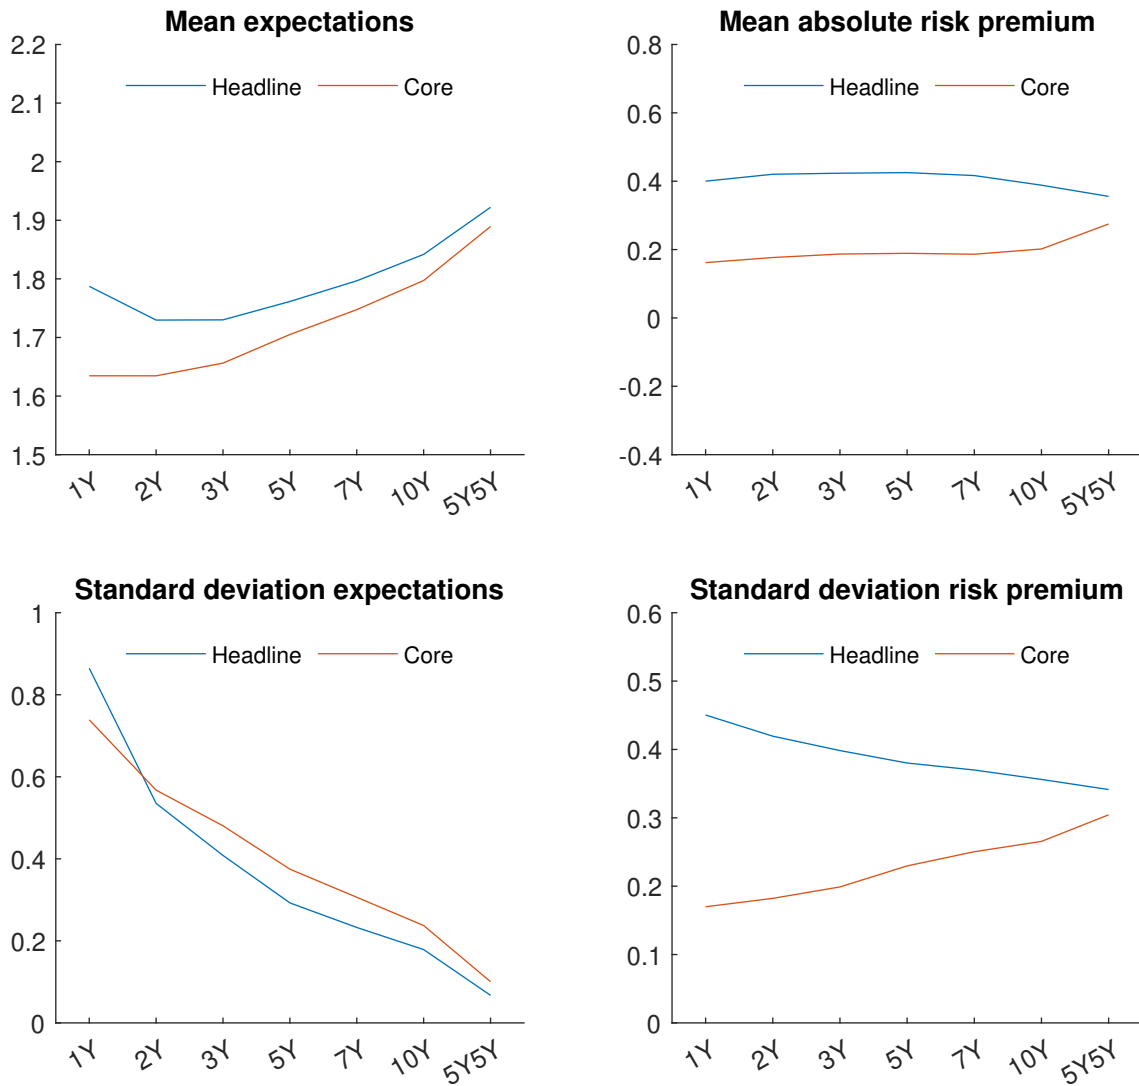 Mean expectations
2.2
2.1
2
1.9
1.8
1.7
1.6
1.5
Headline Core
1Y 2Y 3Y 5Y 7Y 10Y 5Y5Y
Mean absolute risk premium
0.8
0.6
0.4
0.2
0
-0.2
-0.4
Headline Core
1Y 2Y 3Y 5Y 7Y 10Y 5Y5Y
Standard deviation expectations
1
0.8
0.6
0.4
0.2
0
Headline Core
1Y 2Y 3Y 5Y 7Y 10Y 5Y5Y
Standard deviation risk premium
0.6
0.5
0.4
0.3
0.2
0.1
0
Headline Core
1Y 2Y 3Y 5Y 7Y 10Y 5Y5Y